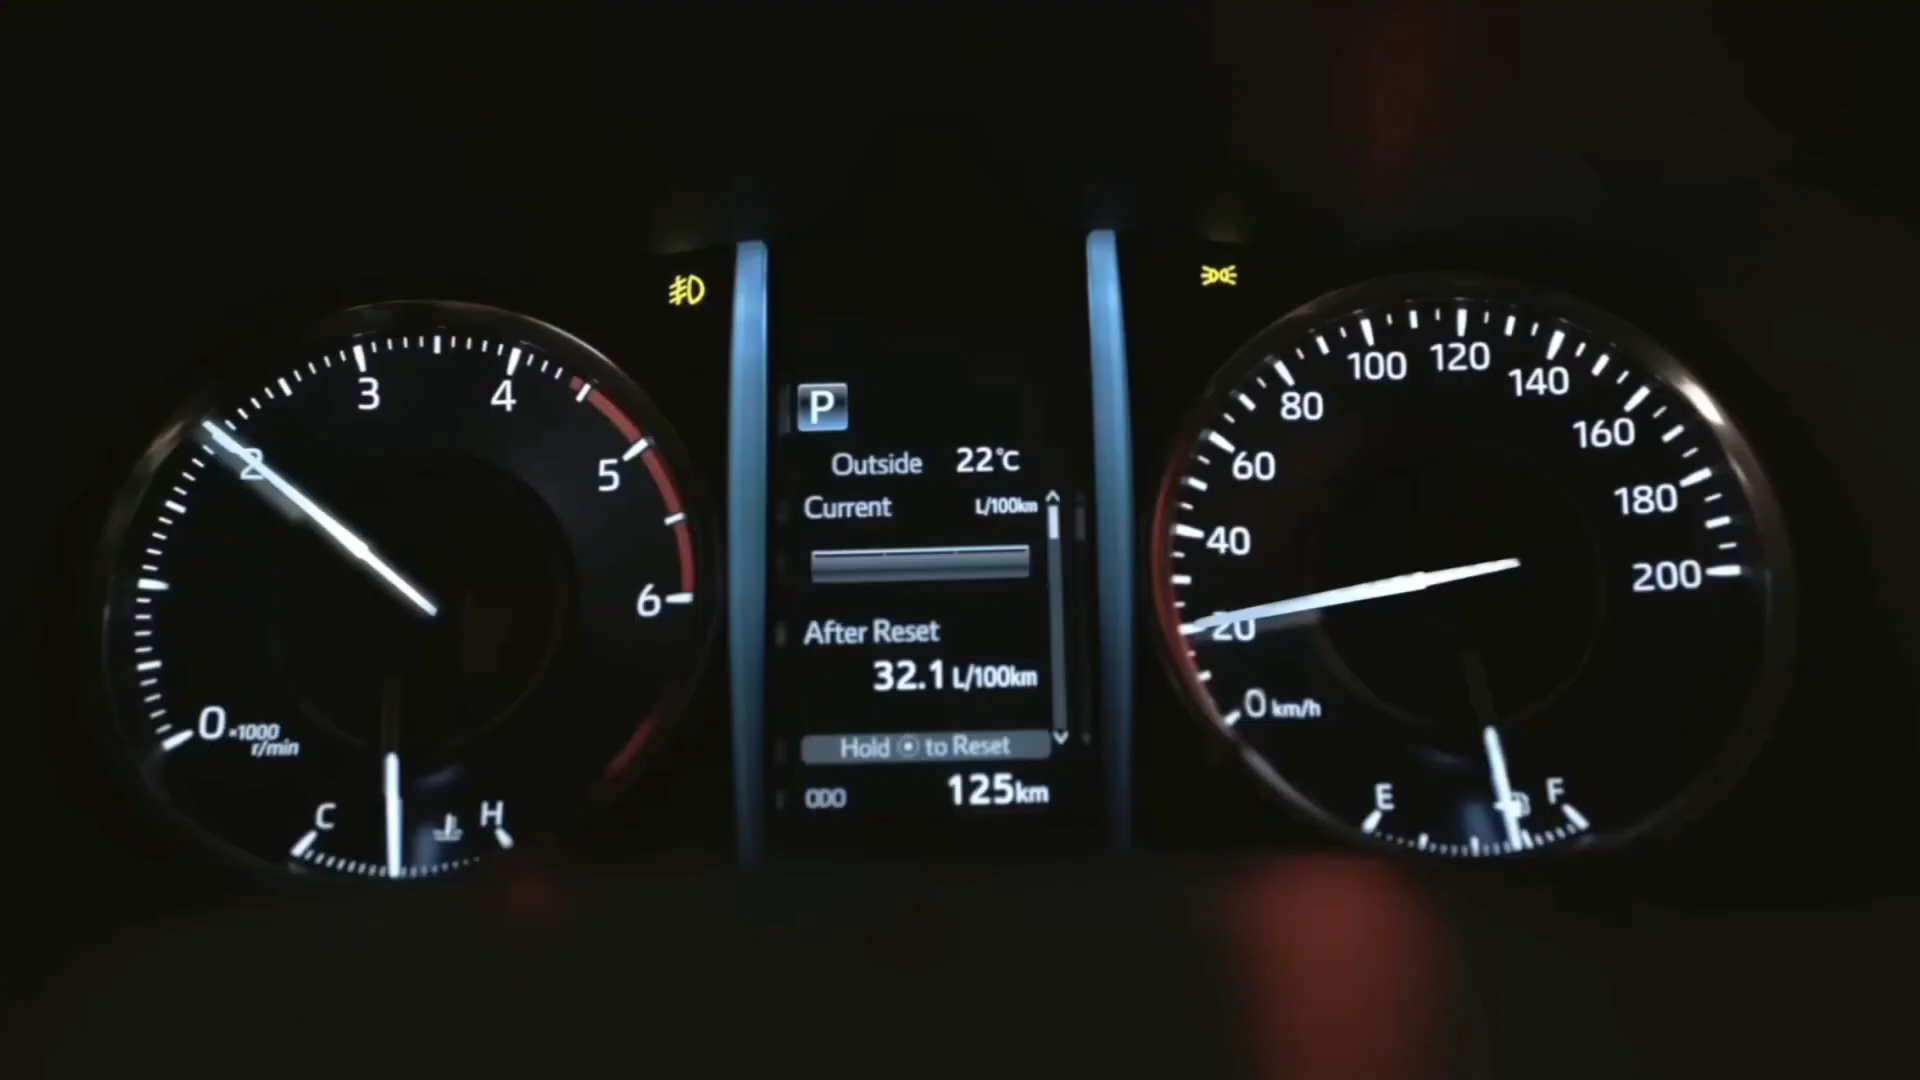 0
2
3
4
5
6
×1000
r/min
C
H
P
Outside 22°C
Current L/100km
After Reset
32.1 L/100km
Hold to Reset
ODO 125km
0 km/h
20
40
60
80
100
120
140
160
180
200
E
F